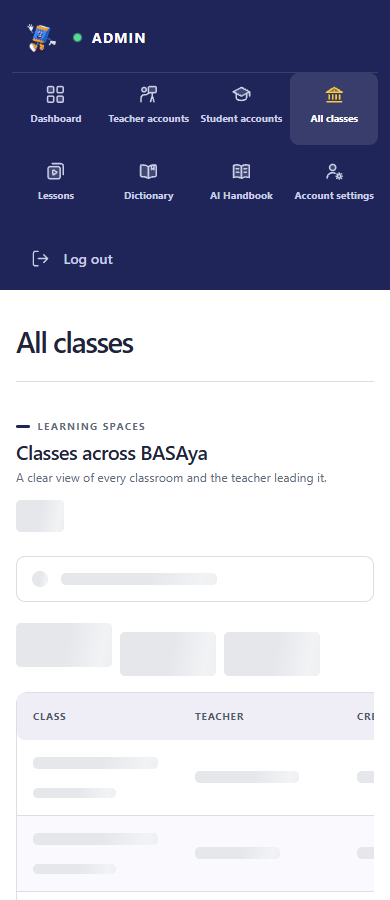 ADMIN
Dashboard
Teacher accounts
Student accounts
All classes
Lessons
Dictionary
AI Handbook
Account settings
Log out
All classes
LEARNING SPACES
Classes across BASAya
A clear view of every classroom and the teacher leading it.
CLASS TEACHER CRE